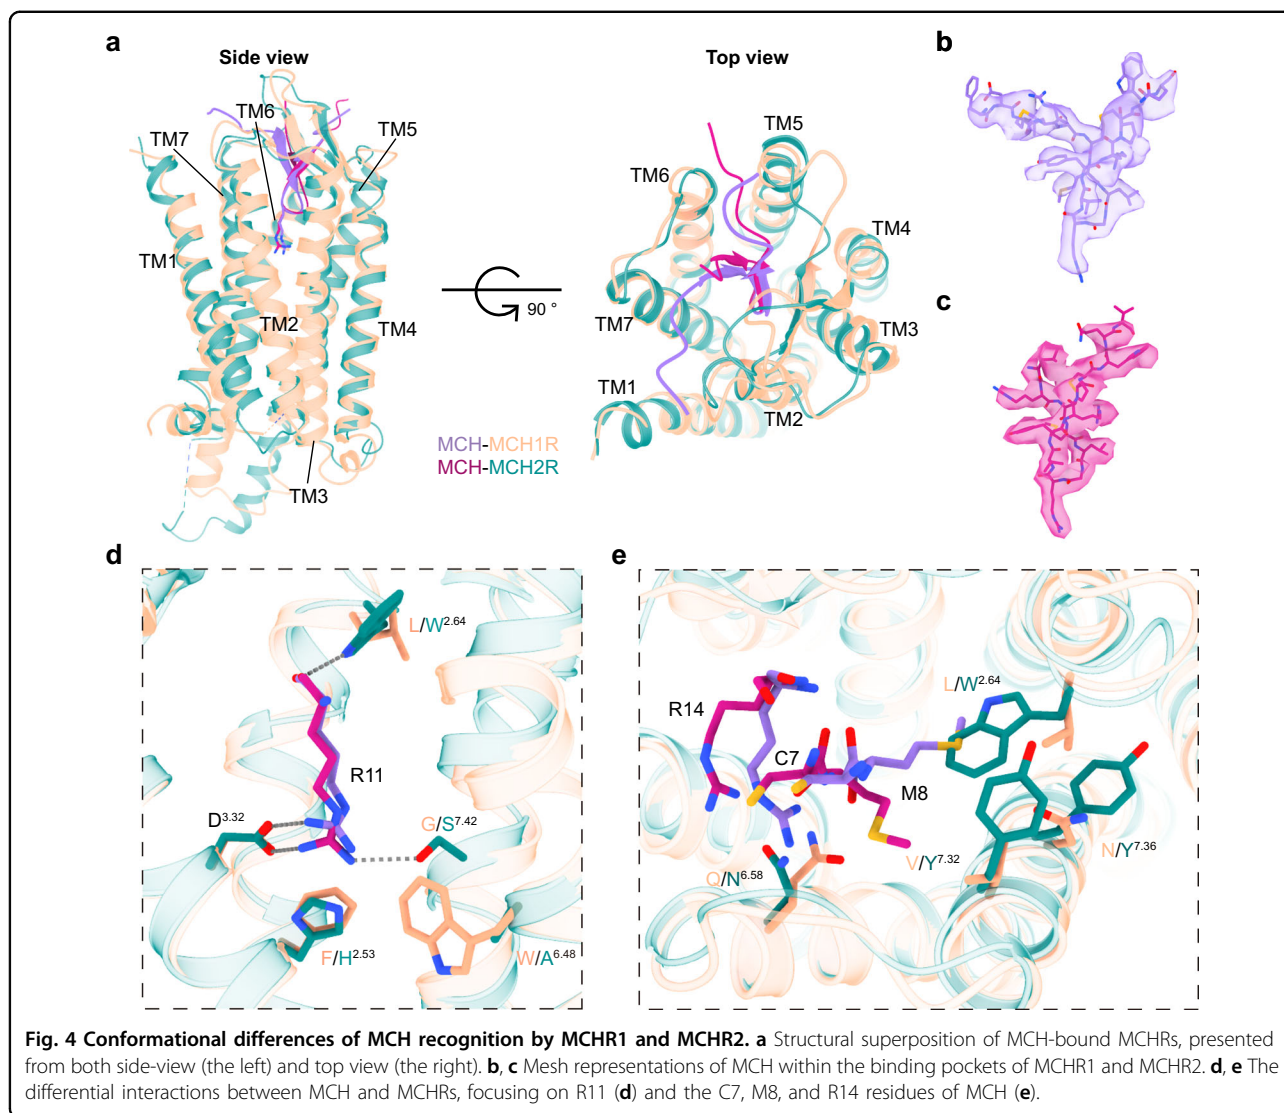 a
Side view
TM6
TM5
TM7
TM1
TM2
TM4
TM3
90 °
Top view
TM5
TM6
TM4
TM7
TM3
TM1
TM2
MCH-MCH1R
MCH-MCH2R
b
c
d
L/W2.64
R11
D3.32
G/S7.42
F/H2.53
W/A6.48
e
L/W2.64
R14
C7
M8
Q/N6.58
V/Y7.32
N/Y7.36
Fig. 4 Conformational differences of MCH recognition by MCHR1 and MCHR2. a Structural superposition of MCH-bound MCHRs, presented
from both side-view (the left) and top view (the right). b, c Mesh representations of MCH within the binding pockets of MCHR1 and MCHR2. d, e The
differential interactions between MCH and MCHRs, focusing on R11 (d) and the C7, M8, and R14 residues of MCH (e).